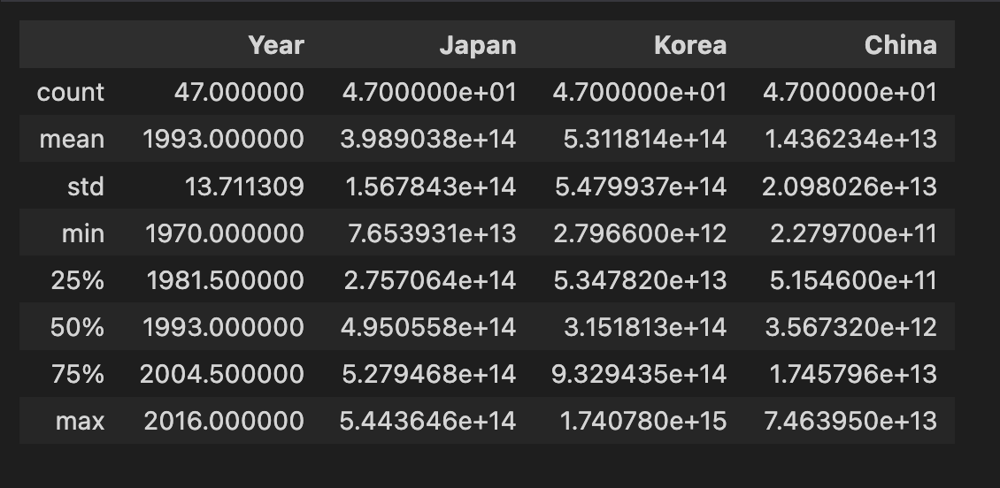 Year Japan Korea China
count 47.000000 4.700000e+01 4.700000e+01 4.700000e+01
mean 1993.000000 3.989038e+14 5.311814e+14 1.436234e+13
std 13.711309 1.567843e+14 5.479937e+14 2.098026e+13
min 1970.000000 7.653931e+13 2.796600e+12 2.279700e+11
25% 1981.500000 2.757064e+14 5.347820e+13 5.154600e+11
50% 1993.000000 4.950558e+14 3.151813e+14 3.567320e+12
75% 2004.500000 5.279468e+14 9.329435e+14 1.745796e+13
max 2016.000000 5.443646e+14 1.740780e+15 7.463950e+13